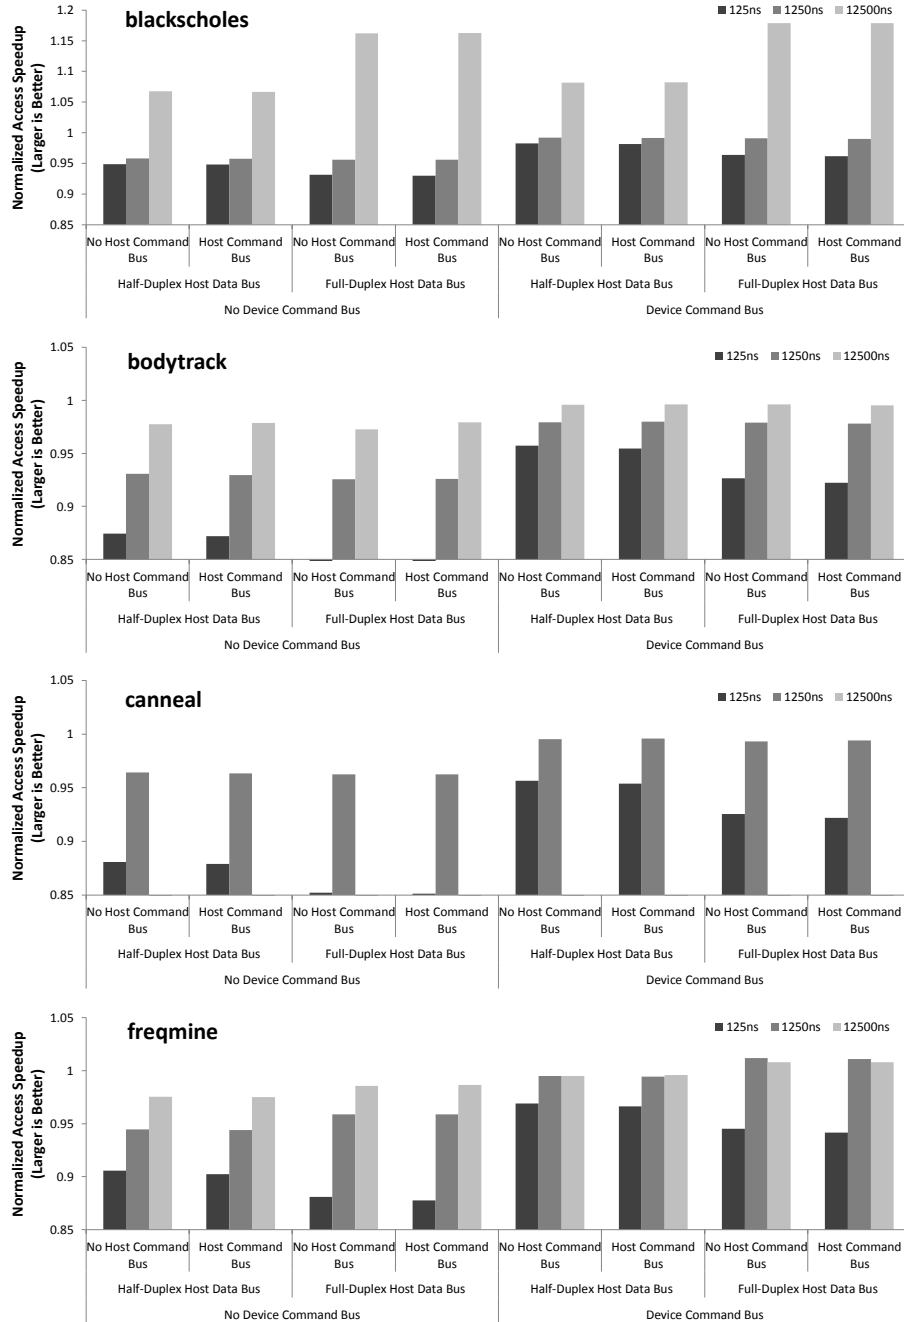 blackscholes
125ns 1250ns 12500ns
Normalized Access Speedup
(Larger is Better)
1.2
1.15
1.1
1.05
1
0.95
0.9
0.85
No Host Command Bus Host Command Bus No Host Command Bus Host Command Bus No Host Command Bus Host Command Bus No Host Command Bus Host Command Bus
Half-Duplex Host Data Bus Full-Duplex Host Data Bus Half-Duplex Host Data Bus Full-Duplex Host Data Bus
No Device Command Bus Device Command Bus
bodytrack
125ns 1250ns 12500ns
Normalized Access Speedup
(Larger is Better)
1.05
1
0.95
0.9
0.85
No Host Command Bus Host Command Bus No Host Command Bus Host Command Bus No Host Command Bus Host Command Bus No Host Command Bus Host Command Bus
Half-Duplex Host Data Bus Full-Duplex Host Data Bus Half-Duplex Host Data Bus Full-Duplex Host Data Bus
No Device Command Bus Device Command Bus
canneal
125ns 1250ns 12500ns
Normalized Access Speedup
(Larger is Better)
1.05
1
0.95
0.9
0.85
No Host Command Bus Host Command Bus No Host Command Bus Host Command Bus No Host Command Bus Host Command Bus No Host Command Bus Host Command Bus
Half-Duplex Host Data Bus Full-Duplex Host Data Bus Half-Duplex Host Data Bus Full-Duplex Host Data Bus
No Device Command Bus Device Command Bus
freqmine
125ns 1250ns 12500ns
Normalized Access Speedup
(Larger is Better)
1.05
1
0.95
0.9
0.85
No Host Command Bus Host Command Bus No Host Command Bus Host Command Bus No Host Command Bus Host Command Bus No Host Command Bus Host Command Bus
Half-Duplex Host Data Bus Full-Duplex Host Data Bus Half-Duplex Host Data Bus Full-Duplex Host Data Bus
No Device Command Bus Device Command Bus